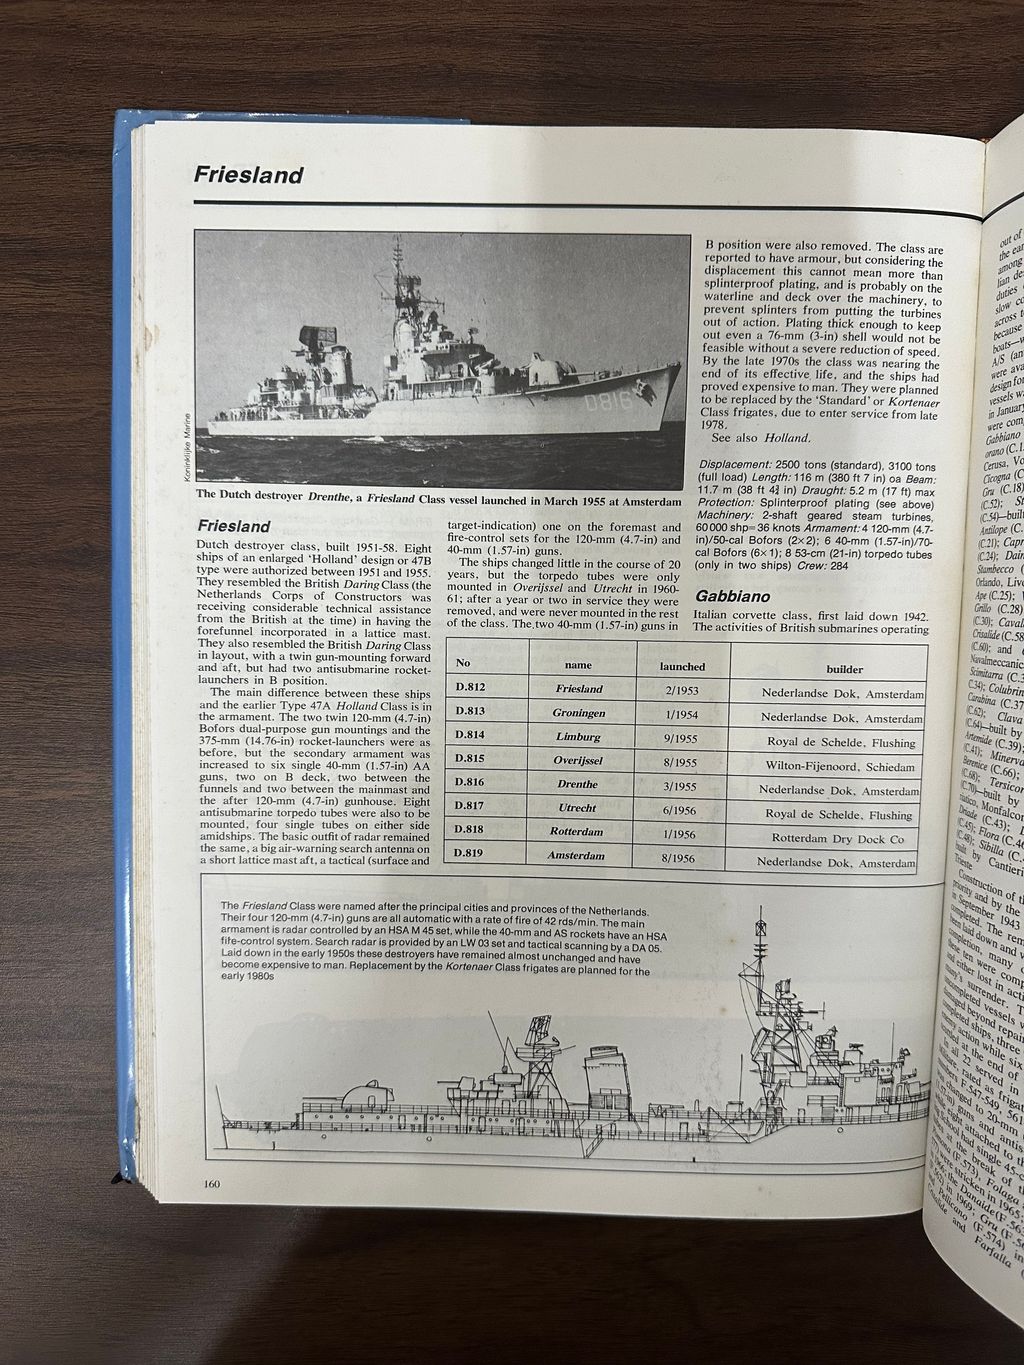 Friesland
Koninklijke Marine
D816
The Dutch destroyer Drenthe, a Friesland Class vessel launched in March 1955 at Amsterdam
Friesland
Dutch destroyer class, built 1951-58. Eight
ships of an enlarged ‘Holland’ design or 47B
type were authorized between 1951 and 1955.
They resembled the British Daring Class (the
Netherlands Corps of Constructors was
receiving considerable technical assistance
from the British at the time) in having the
forefunnel incorporated in a lattice mast.
They also resembled the British Daring Class
in layout, with a twin gun-mounting forward
and aft, but had two antisubmarine rocket-
launchers in B position.
The main difference between these ships
and the earlier Type 47A Holland Class is in
the armament. The two twin 120-mm (4.7-in)
Bofors dual-purpose gun mountings and the
375-mm (14.76-in) rocket-launchers were as
before, but the secondary armament was
increased to six single 40-mm (1.57-in) AA
guns, two on B deck, two between the
funnels and two between the mainmast and
the after 120-mm (4.7-in) gunhouse. Eight
antisubmarine torpedo tubes were also to be
mounted, four single tubes on either side
amidships. The basic outfit of radar remained
the same, a big air-warning search antenna on
a short lattice mast aft, a tactical (surface and
target-indication) one on the foremast and
fire-control sets for the 120-mm (4.7-in) and
40-mm (1.57-in) guns.
The ships changed little in the course of 20
years, but the torpedo tubes were only
mounted in Overijssel and Utrecht in 1960-
61; after a year or two in service they were
removed, and were never mounted in the rest
of the class. The two 40-mm (1.57-in) guns in
B position were also removed. The class are
reported to have armour, but considering the
displacement this cannot mean more than
splinterproof plating, and is probably on the
waterline and deck over the machinery, to
prevent splinters from putting the turbines
out of action. Plating thick enough to keep
out even a 76-mm (3-in) shell would not be
feasible without a severe reduction of speed.
By the late 1970s the class was nearing the
end of its effective life, and the ships had
proved expensive to man. They were planned
to be replaced by the ‘Standard’ or Kortenaer
Class frigates, due to enter service from late
1978.
See also Holland.
Displacement: 2500 tons (standard), 3100 tons
(full load) Length: 116 m (380 ft 7 in) oa Beam:
11.7 m (38 ft 4¾ in) Draught: 5.2 m (17 ft) max
Protection: Splinterproof plating (see above)
Machinery: 2-shaft geared steam turbines,
60 000 shp=36 knots Armament: 4 120-mm (4.7-
in)/50-cal Bofors (2×2); 6 40-mm (1.57-in)/70-
cal Bofors (6×1); 8 53-cm (21-in) torpedo tubes
(only in two ships) Crew: 284
Gabbiano
Italian corvette class, first laid down 1942.
The activities of British submarines operating
No name launched builder
D.812 Friesland 2/1953 Nederlandse Dok, Amsterdam
D.813 Groningen 1/1954 Nederlandse Dok, Amsterdam
D.814 Limburg 9/1955 Royal de Schelde, Flushing
D.815 Overijssel 8/1955 Wilton-Fijenoord, Schiedam
D.816 Drenthe 3/1955 Nederlandse Dok, Amsterdam
D.817 Utrecht 6/1956 Royal de Schelde, Flushing
D.818 Rotterdam 1/1956 Rotterdam Dry Dock Co
D.819 Amsterdam 8/1956 Nederlandse Dok, Amsterdam
The Friesland Class were named after the principal cities and provinces of the Netherlands.
Their four 120-mm (4.7-in) guns are all automatic with a rate of fire of 42 rds/min. The main
armament is radar controlled by an HSA M 45 set, while the 40-mm and AS rockets have an HSA
fife-control system. Search radar is provided by an LW 03 set and tactical scanning by a DA 05.
Laid down in the early 1950s these destroyers have remained almost unchanged and have
become expensive to man. Replacement by the Kortenaer Class frigates are planned for the
early 1980s
160